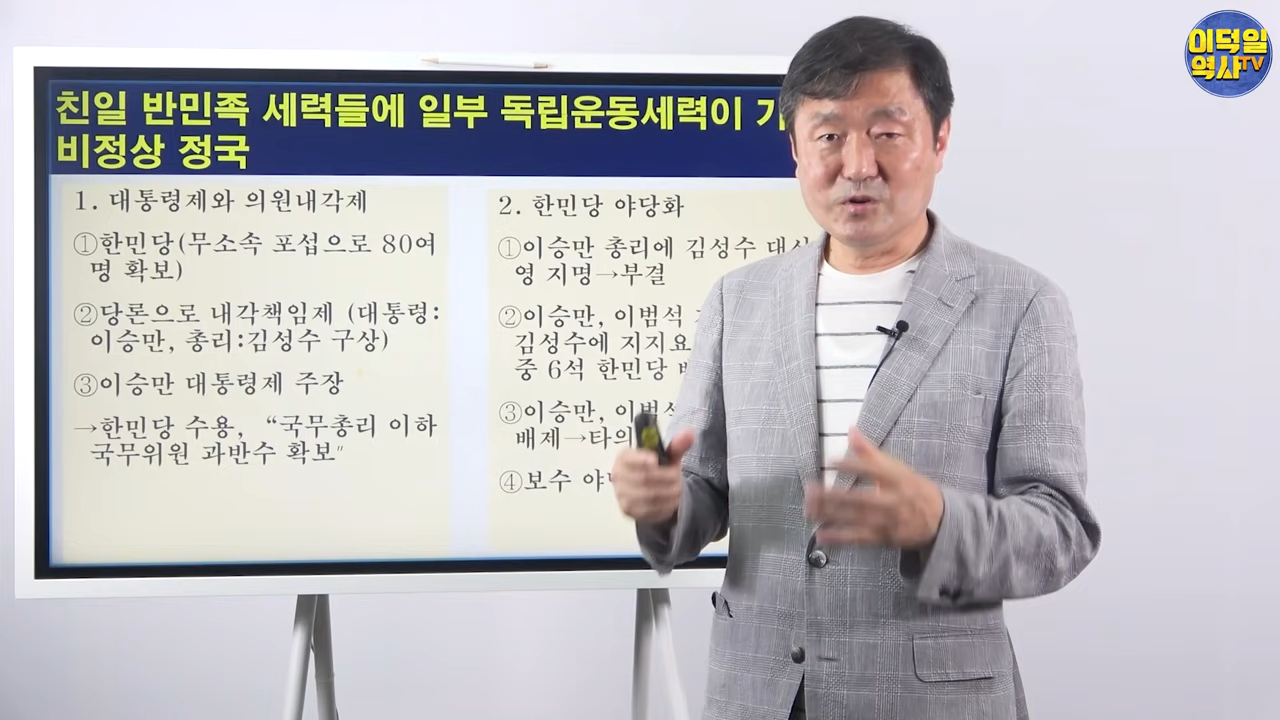 친일 반민족 세력들에 일부 독립운동세력이
비정상 정국
1. 대통령제와 의원내각제
①한민당(무소속 포섭으로 80여
명 확보)
②당론으로 내각책임제 (대통령:
이승만, 총리:김성수 구상)
③이승만 대통령제 주장
→한민당 수용, “국무총리 이하
국무위원 과반수 확보”
2. 한민당 야당화
①이승만 총리에 김성수 대신
영 지명→부결
②이승만, 이범석
김성수에 지지요
중 6석 한민당
③이승만, 이범석
배제→타의
④보수 야
이덕일
역사TV